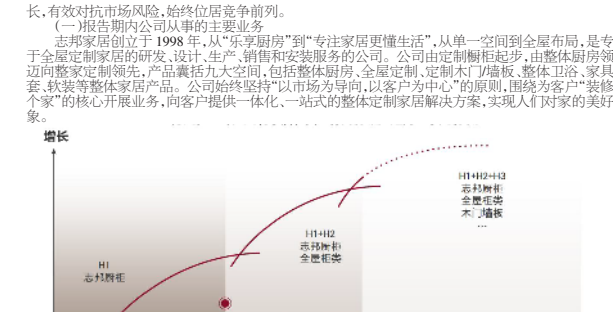 长,有效对抗市场风险,始终位居竞争前列。
(一)报告期内公司从事的主要业务
志邦家居创立于 1998 年,从“乐享厨房”到“专注家居更懂生活”,从单一空间到全屋布局,是专
于全屋定制家居的研发、设计、生产、销售和安装服务的公司。公司由定制橱柜起步,由整体厨房领
迈向整家定制领先,产品囊括九大空间,包括整体厨房、全屋定制、定制木门/墙板、整体卫浴、家具
套、软装等整体家居产品。公司始终坚持“以市场为导向,以客户为中心”的原则,围绕为客户“装修
个家”的核心开展业务,向客户提供一体化、一站式的整体定制家居解决方案,实现人们对家的美好
象。
增长
H1+H2+H3
志邦厨柜
全屋柜类
木门墙板
...
H1+H2
志邦厨柜
全屋柜类
H1
志邦厨柜